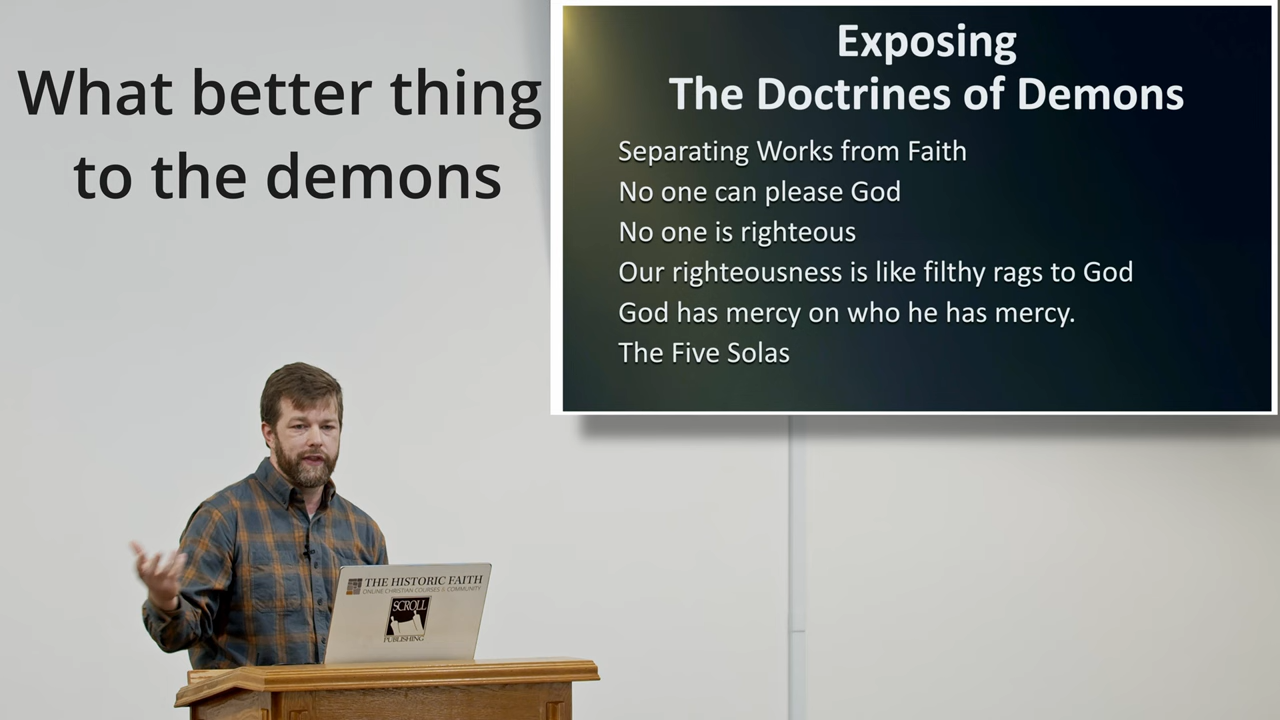 What better thing
to the demons
Exposing
The Doctrines of Demons
Separating Works from Faith
No one can please God
No one is righteous
Our righteousness is like filthy rags to God
God has mercy on who he has mercy.
The Five Solas
THE HISTORIC FAITH
ONLINE CHRISTIAN COURSES & COMMUNITY
SCROLL
PUBLISHING